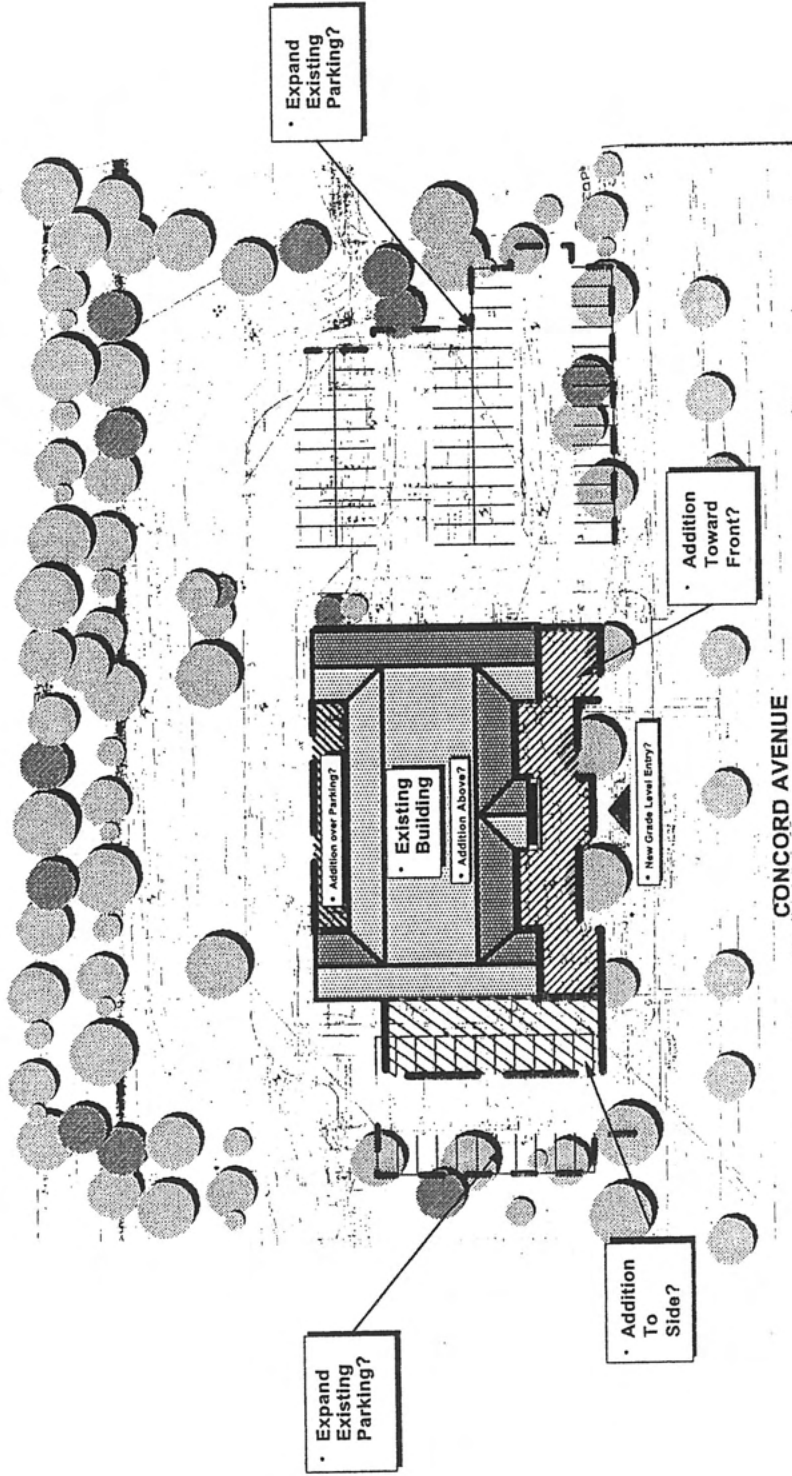 • Expand
Existing
Parking?
• Expand
Existing
Parking?
• Addition over Parking?
• Existing
Building
• Addition Above?
• New Grade Level Entry?
• Addition
Toward
Front?
• Addition
To
Side?
CONCORD AVENUE